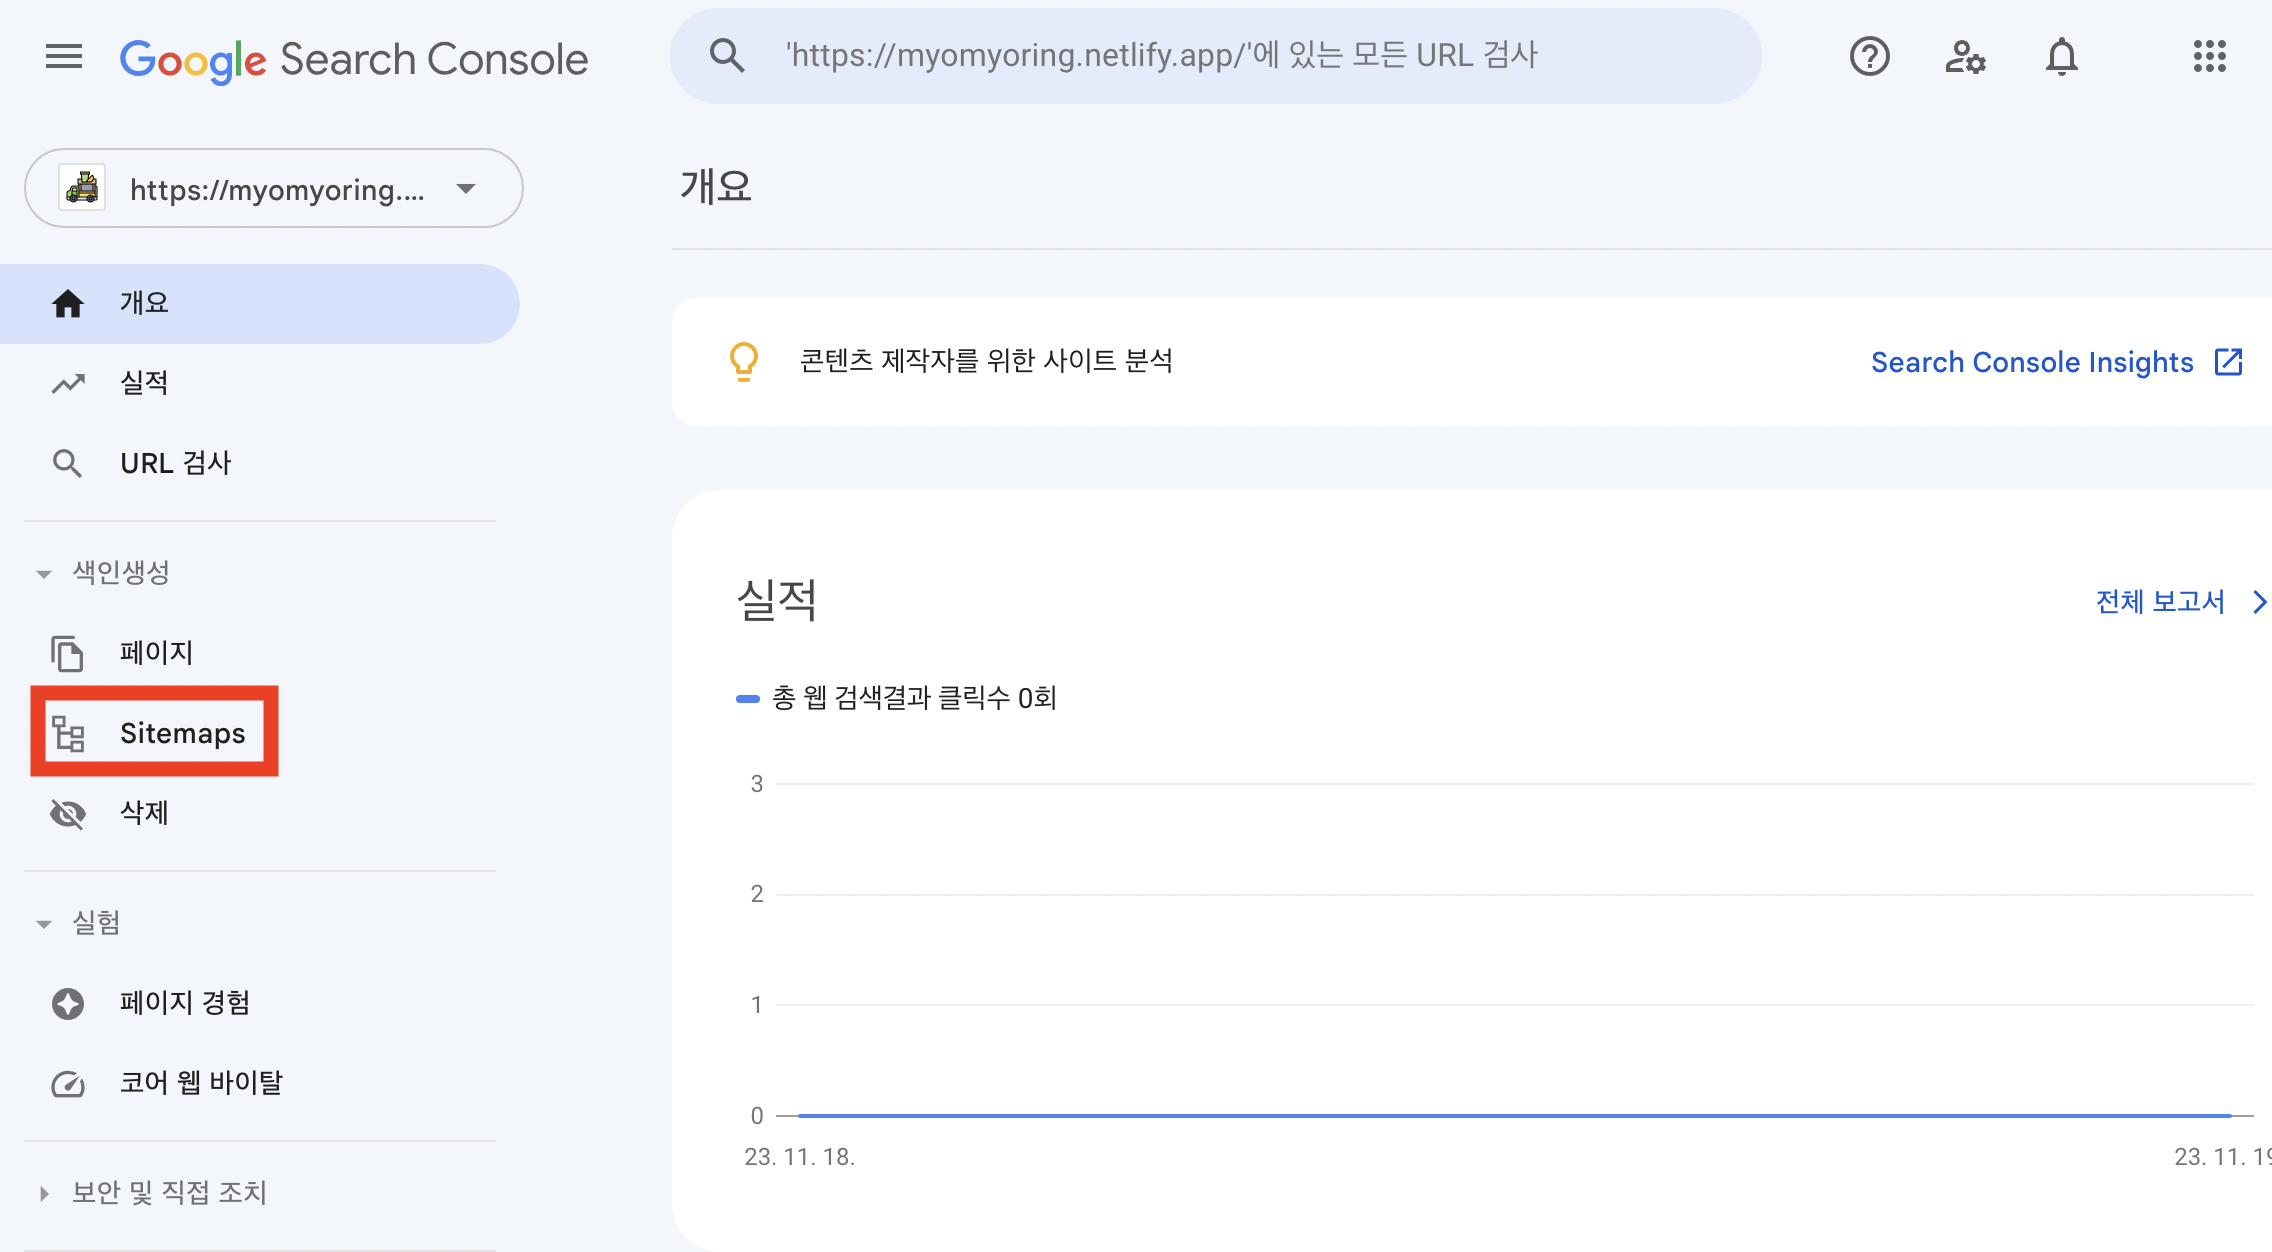 Google Search Console
'https://myomyoring.netlify.app/'에 있는 모든 URL 검사
https://myomyoring....
개요
실적
URL 검사
색인생성
페이지
Sitemaps
삭제
실험
페이지 경험
코어 웹 바이탈
보안 및 직접 조치
개요
콘텐츠 제작자를 위한 사이트 분석
Search Console Insights
실적
전체 보고서
총 웹 검색결과 클릭수 0회
3
2
1
0
23. 11. 18.
23. 11. 19